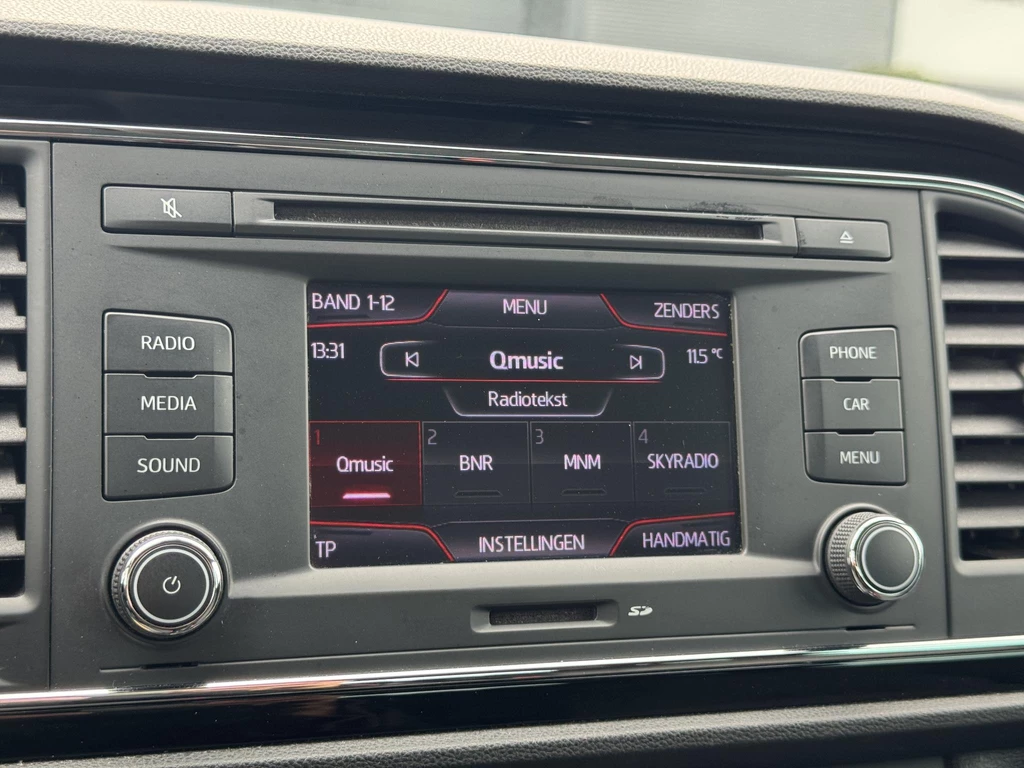 BAND 1-12 MENU ZENDERS
13:31 Qmusic 11.5 °C
Radiotekst
1 2 3 4
Qmusic BNR MNM SKYRADIO
TP INSTELLINGEN HANDMATIG
RADIO
MEDIA
SOUND
PHONE
CAR
MENU
SD